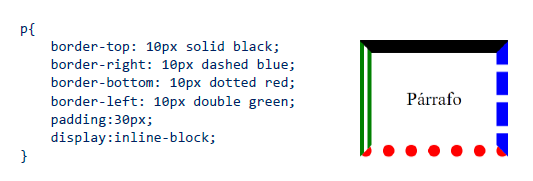 p{
    border-top: 10px solid black;
    border-right: 10px dashed blue;
    border-bottom: 10px dotted red;
    border-left: 10px double green;
    padding:30px;
    display:inline-block;
}
Párrafo